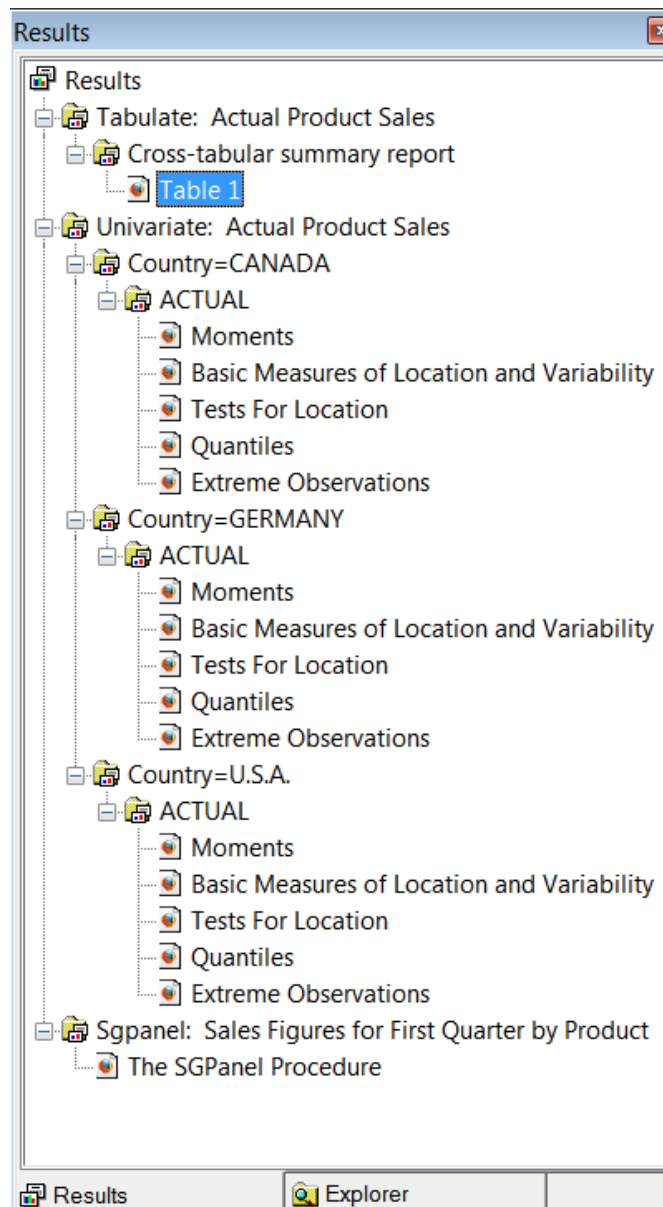 Results
Results
Tabulate:  Actual Product Sales
Cross-tabular summary report
Table 1
Univariate:  Actual Product Sales
Country=CANADA
ACTUAL
Moments
Basic Measures of Location and Variability
Tests For Location
Quantiles
Extreme Observations
Country=GERMANY
ACTUAL
Moments
Basic Measures of Location and Variability
Tests For Location
Quantiles
Extreme Observations
Country=U.S.A.
ACTUAL
Moments
Basic Measures of Location and Variability
Tests For Location
Quantiles
Extreme Observations
Sgpanel:  Sales Figures for First Quarter by Product
The SGPanel Procedure
Results Explorer